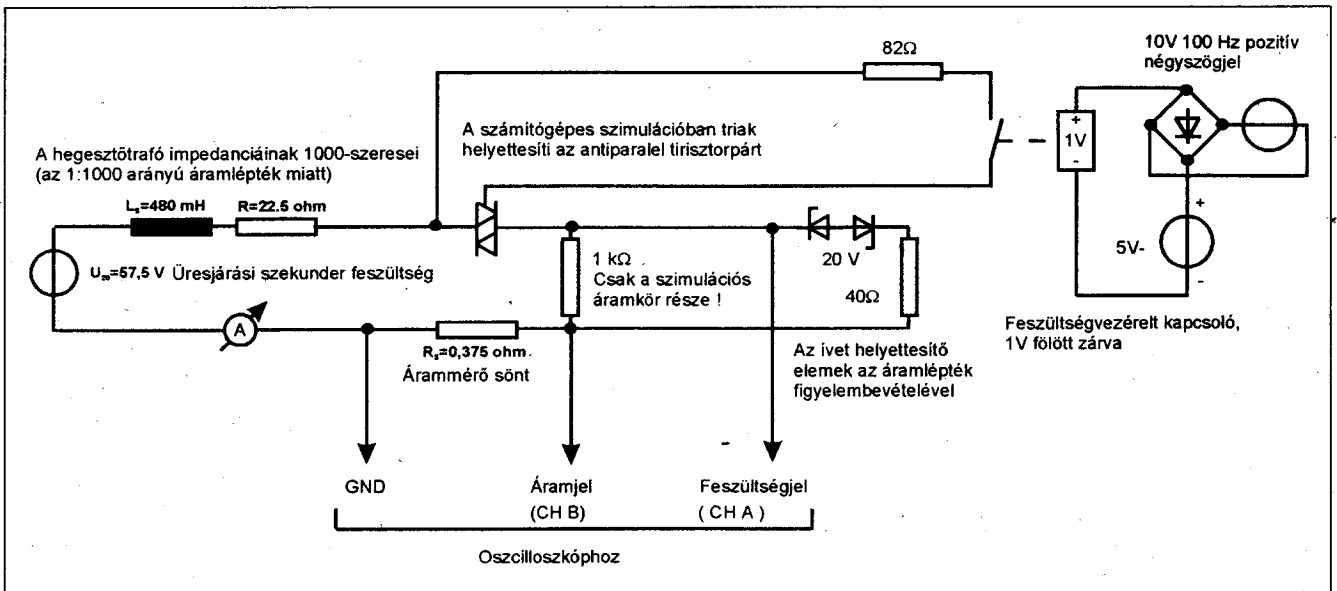 82Ω
10V 100 Hz pozitív
négyszögjel
A számítógépes szimulációban triak
helyettesíti az antiparalel tirisztorpárt
+
1V
-
A hegesztőtrafó impedanciáinak 1000-szeresei
(az 1:1000 arányú áramlépték miatt)
Ls=480 mH
R=22.5 ohm
+
5V-
-
U20=57,5 V Üresjárási szekunder feszültség
1 kΩ
Csak a szimulációs
áramkör része !
20 V
40Ω
A
Rs=0,375 ohm
Árammérő sönt
Feszültségvezérelt kapcsoló,
1V fölött zárva
Az ívet helyettesítő
elemek az áramlépték
figyelembevételével
GND
Áramjel
(CH B)
Feszültségjel
( CH A )
Oszcilloszkóphoz